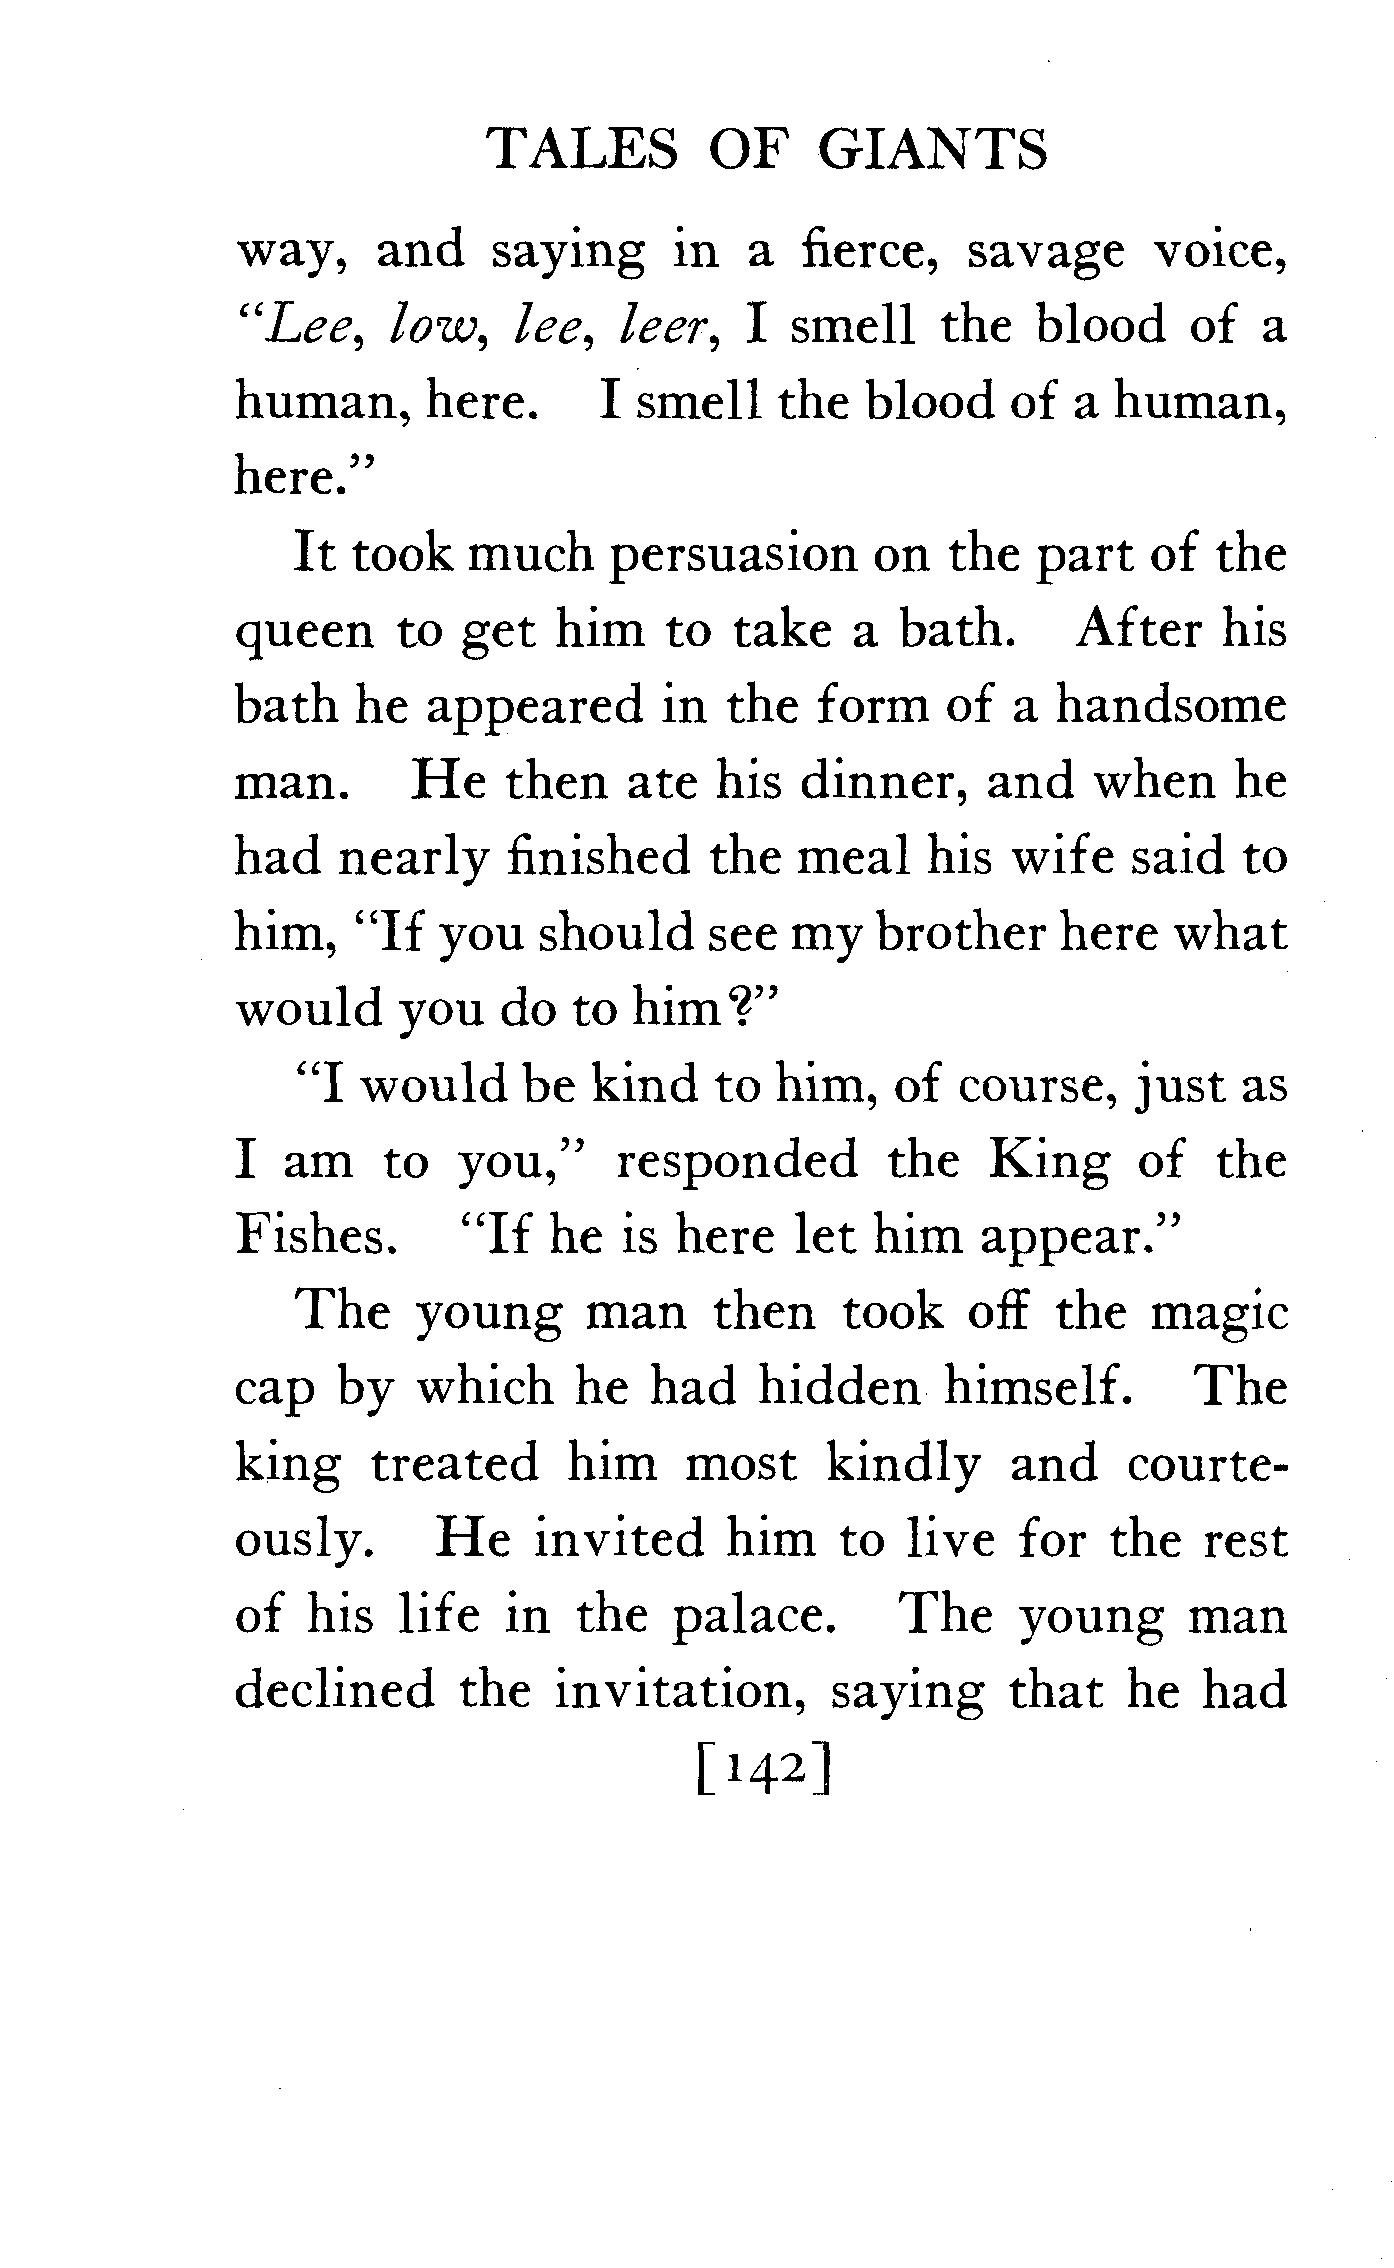 TALES OF GIANTS
way, and saying in a fierce, savage voice,
"Lee, low, lee, leer, I smell the blood of a
human, here. I smell the blood of a human,
here."
It took much persuasion on the part of the
queen to get him to take a bath. After his
bath he appeared in the form of a handsome
man. He then ate his dinner, and when he
had nearly finished the meal his wife said to
him, "If you should see my brother here what
would you do to him?"
"I would be kind to him, of course, just as
I am to you," responded the King of the
Fishes. "If he is here let him appear."
The young man then took off the magic
cap by which he had hidden himself. The
king treated him most kindly and courte-
ously. He invited him to live for the rest
of his life in the palace. The young man
declined the invitation, saying that he had
[142]